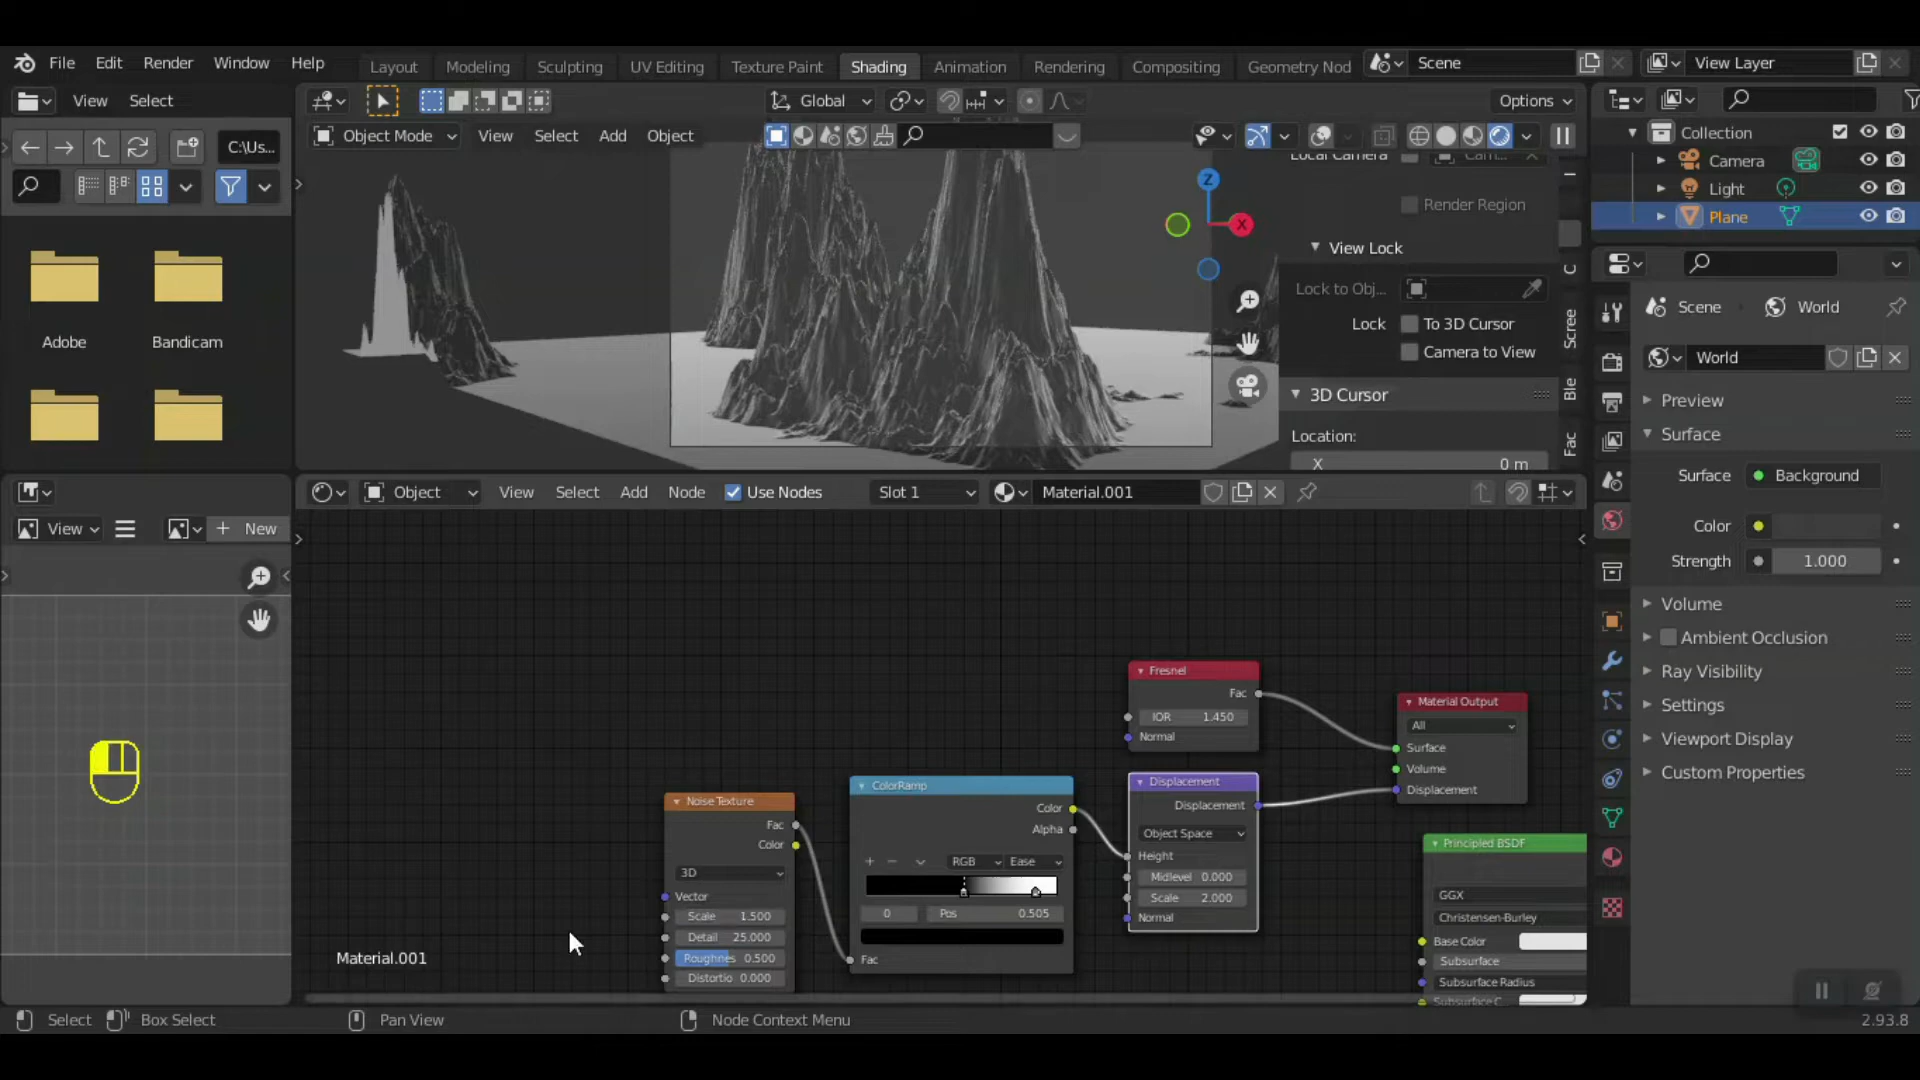 File Edit Render Window Help Layout Modeling Sculpting UV Editing Texture Paint Shading Animation Rendering Compositing Geometry Nod Scene View Layer
View Select Global Options
Object Mode View Select Add Object
C:\Us...
Adobe Bandicam
Z
X
Render Region
View Lock
Lock to Obj...
Lock To 3D Cursor
Camera to View
3D Cursor
Location:
X 0 m
Scree
Ble
Fac
Collection
Camera
Light
Plane
Scene World
World
Preview
Surface
Surface Background
Color
Strength 1.000
Volume
Ambient Occlusion
Ray Visibility
Settings
Viewport Display
Custom Properties
Object View Select Add Node Use Nodes Slot 1 Material.001
View New
Fresnel
Fac
IOR 1.450
Normal
Material Output
All
Surface
Volume
Displacement
Noise Texture
Fac
Color
3D
Vector
Scale 1.500
Detail 25.000
Roughnes 0.500
Distortio 0.000
ColorRamp
Color
Alpha
RGB Ease
0 Pos 0.505
Fac
Displacement
Displacement
Object Space
Height
Midlevel 0.000
Scale 2.000
Normal
Principled BSDF
GGX
Christensen-Burley
Base Color
Subsurface
Subsurface Radius
Subsurface C
Material.001
Select Box Select Pan View Node Context Menu 2.93.8